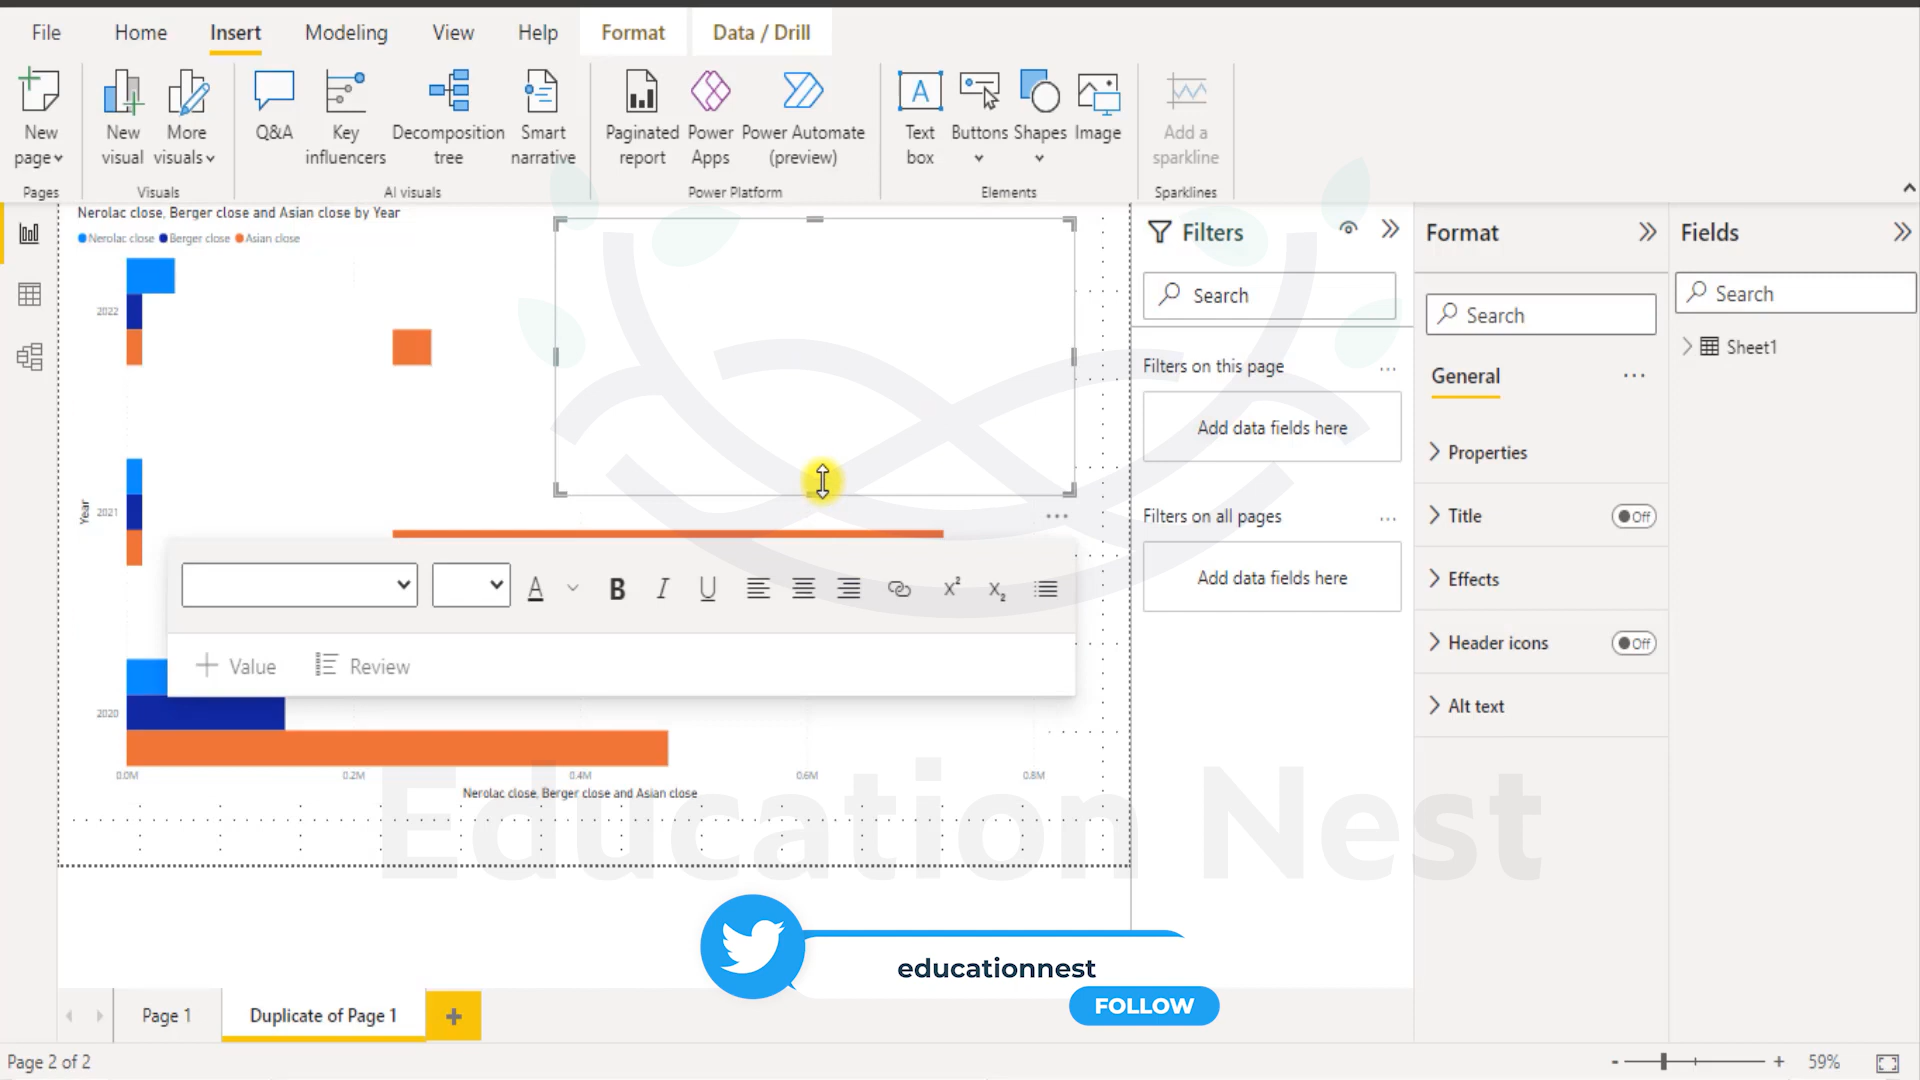 File Home Insert Modeling View Help Format Data / Drill
New page
New visual
More visuals
Q&A
Key influencers
Decomposition tree
Smart narrative
Paginated report
Power Apps
Power Automate (preview)
A
Text box
Buttons
Shapes
Image
Add a sparkline
Pages Visuals AI visuals Power Platform Elements Sparklines
Nerolac close, Berger close and Asian close by Year
Nerolac close Berger close Asian close
2022
2021
2020
Year
0.0M 0.2M 0.4M 0.6M 0.8M
Nerolac close, Berger close and Asian close
A B I U x² X₂
Value Review
Filters
Search
Filters on this page
Add data fields here
Filters on all pages
Add data fields here
Format
Search
General
Properties
Title Off
Effects
Header icons Off
Alt text
Fields
Search
Sheet1
Education Nest
educationnest
FOLLOW
Page 1 Duplicate of Page 1 +
Page 2 of 2
- + 59%